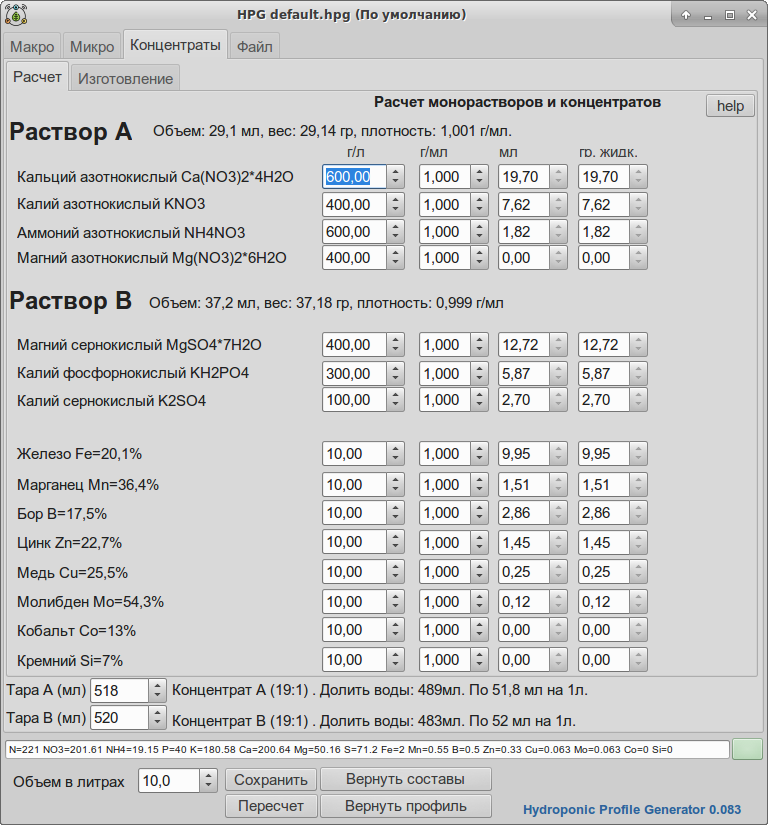 HPG default.hpg (По умолчанию)
Макро Микро Концентраты Файл
Расчет Изготовление
Расчет монорастворов и концентратов help
Раствор А Объем: 29,1 мл, вес: 29,14 гр, плотность: 1,001 г/мл.
г/л г/мл мл гр. жидк.
Кальций азотнокислый Ca(NO3)2*4H2O 600,00 1,000 19,70 19,70
Калий азотнокислый KNO3 400,00 1,000 7,62 7,62
Аммоний азотнокислый NH4NO3 600,00 1,000 1,82 1,82
Магний азотнокислый Mg(NO3)2*6H2O 400,00 1,000 0,00 0,00
Раствор В Объем: 37,2 мл, вес: 37,18 гр, плотность: 0,999 г/мл
Магний сернокислый MgSO4*7H2O 400,00 1,000 12,72 12,72
Калий фосфорнокислый KH2PO4 300,00 1,000 5,87 5,87
Калий сернокислый K2SO4 100,00 1,000 2,70 2,70
Железо Fe=20,1% 10,00 1,000 9,95 9,95
Марганец Mn=36,4% 10,00 1,000 1,51 1,51
Бор B=17,5% 10,00 1,000 2,86 2,86
Цинк Zn=22,7% 10,00 1,000 1,45 1,45
Медь Cu=25,5% 10,00 1,000 0,25 0,25
Молибден Mo=54,3% 10,00 1,000 0,12 0,12
Кобальт Co=13% 10,00 1,000 0,00 0,00
Кремний Si=7% 10,00 1,000 0,00 0,00
Тара А (мл) 518 Концентрат А (19:1) . Долить воды: 489мл. По 51,8 мл на 1л.
Тара В (мл) 520 Концентрат В (19:1) . Долить воды: 483мл. По 52 мл на 1л.
N=221 NO3=201.61 NH4=19.15 P=40 K=180.58 Ca=200.64 Mg=50.16 S=71.2 Fe=2 Mn=0.55 B=0.5 Zn=0.33 Cu=0.063 Mo=0.063 Co=0 Si=0
Объем в литрах 10,0 Сохранить Вернуть составы
Пересчет Вернуть профиль
Hydroponic Profile Generator 0.083